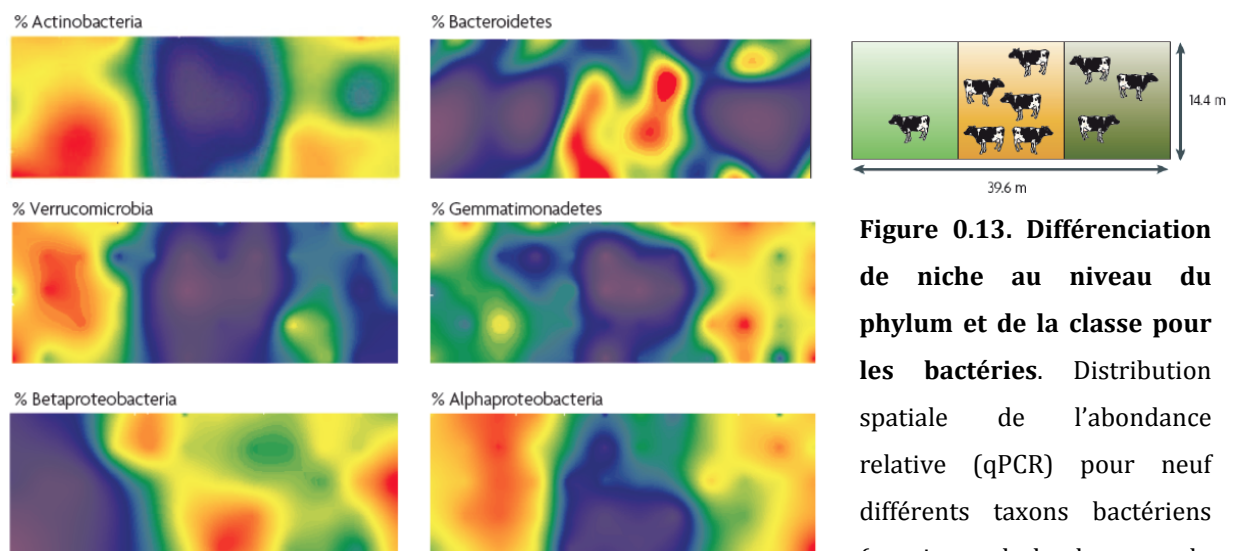 % Actinobacteria
% Bacteroidetes
14.4 m
39.6 m
% Verrucomicrobia
% Gemmatimonadetes
% Betaproteobacteria
% Alphaproteobacteria
Figure 0.13. Différenciation
de niche au niveau du
phylum et de la classe pour
les bactéries. Distribution
spatiale de l'abondance
relative (qPCR) pour neuf
différents taxons bactériens